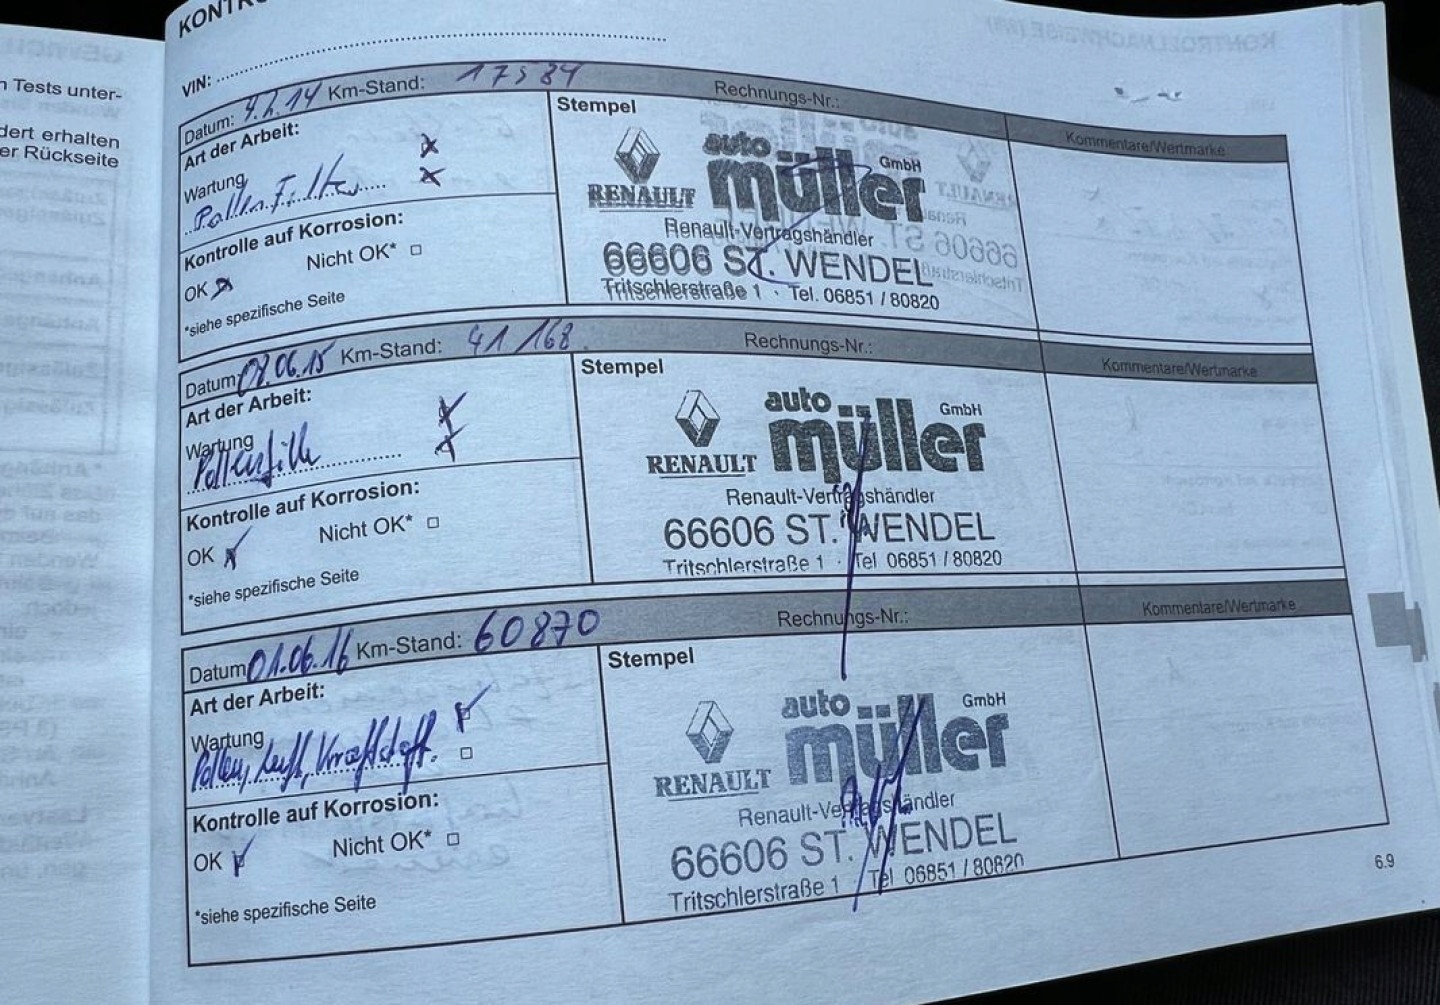 n Tests unter-
dert erhalten
er Rückseite
VIN:
Datum: 4.2.14 Km-Stand: 17584 Rechnungs-Nr.:
Art der Arbeit:
Wartung
Pollen Filter
Kontrolle auf Korrosion:
OK Nicht OK*
*siehe spezifische Seite
Stempel
RENAULT
auto müller GmbH
Renault-Vertragshändler
66606 ST. WENDEL
Tritschlerstraße 1 · Tel. 06851 / 80820
Kommentare/Wertmarke
Datum: 01.06.15 Km-Stand: 41 168 Rechnungs-Nr.:
Art der Arbeit:
Wartung
Pollenfilter
Kontrolle auf Korrosion:
OK Nicht OK*
*siehe spezifische Seite
Stempel
RENAULT
auto müller GmbH
Renault-Vertragshändler
66606 ST. WENDEL
Tritschlerstraße 1 · Tel 06851 / 80820
Kommentare/Wertmarke
Datum 01.06.16 Km-Stand: 60870 Rechnungs-Nr.:
Art der Arbeit:
Wartung
Pollen, Luft, Kraftstoff.
Kontrolle auf Korrosion:
OK Nicht OK*
*siehe spezifische Seite
Stempel
RENAULT
auto müller GmbH
Renault-Vertragshändler
66606 ST. WENDEL
Tritschlerstraße 1 Tel 06851 / 80820
Kommentare/Wertmarke
6.9